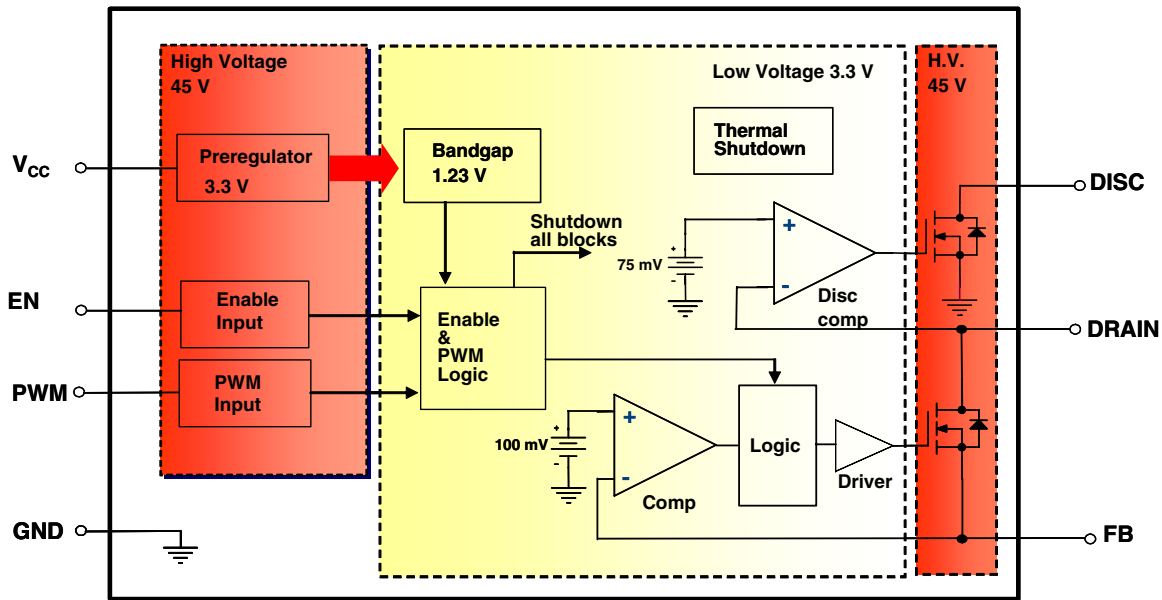 High Voltage
45 V
Low Voltage 3.3 V
H.V.
45 V
Thermal
Shutdown
VCC
Preregulator
3.3 V
Bandgap
1.23 V
DISC
Shutdown
all blocks
+
+
75 mV
-
-
Disc
comp
EN
Enable
Input
Enable
&
PWM
Logic
DRAIN
PWM
PWM
Input
+
+
100 mV
-
-
Comp
Logic
Driver
GND
FB